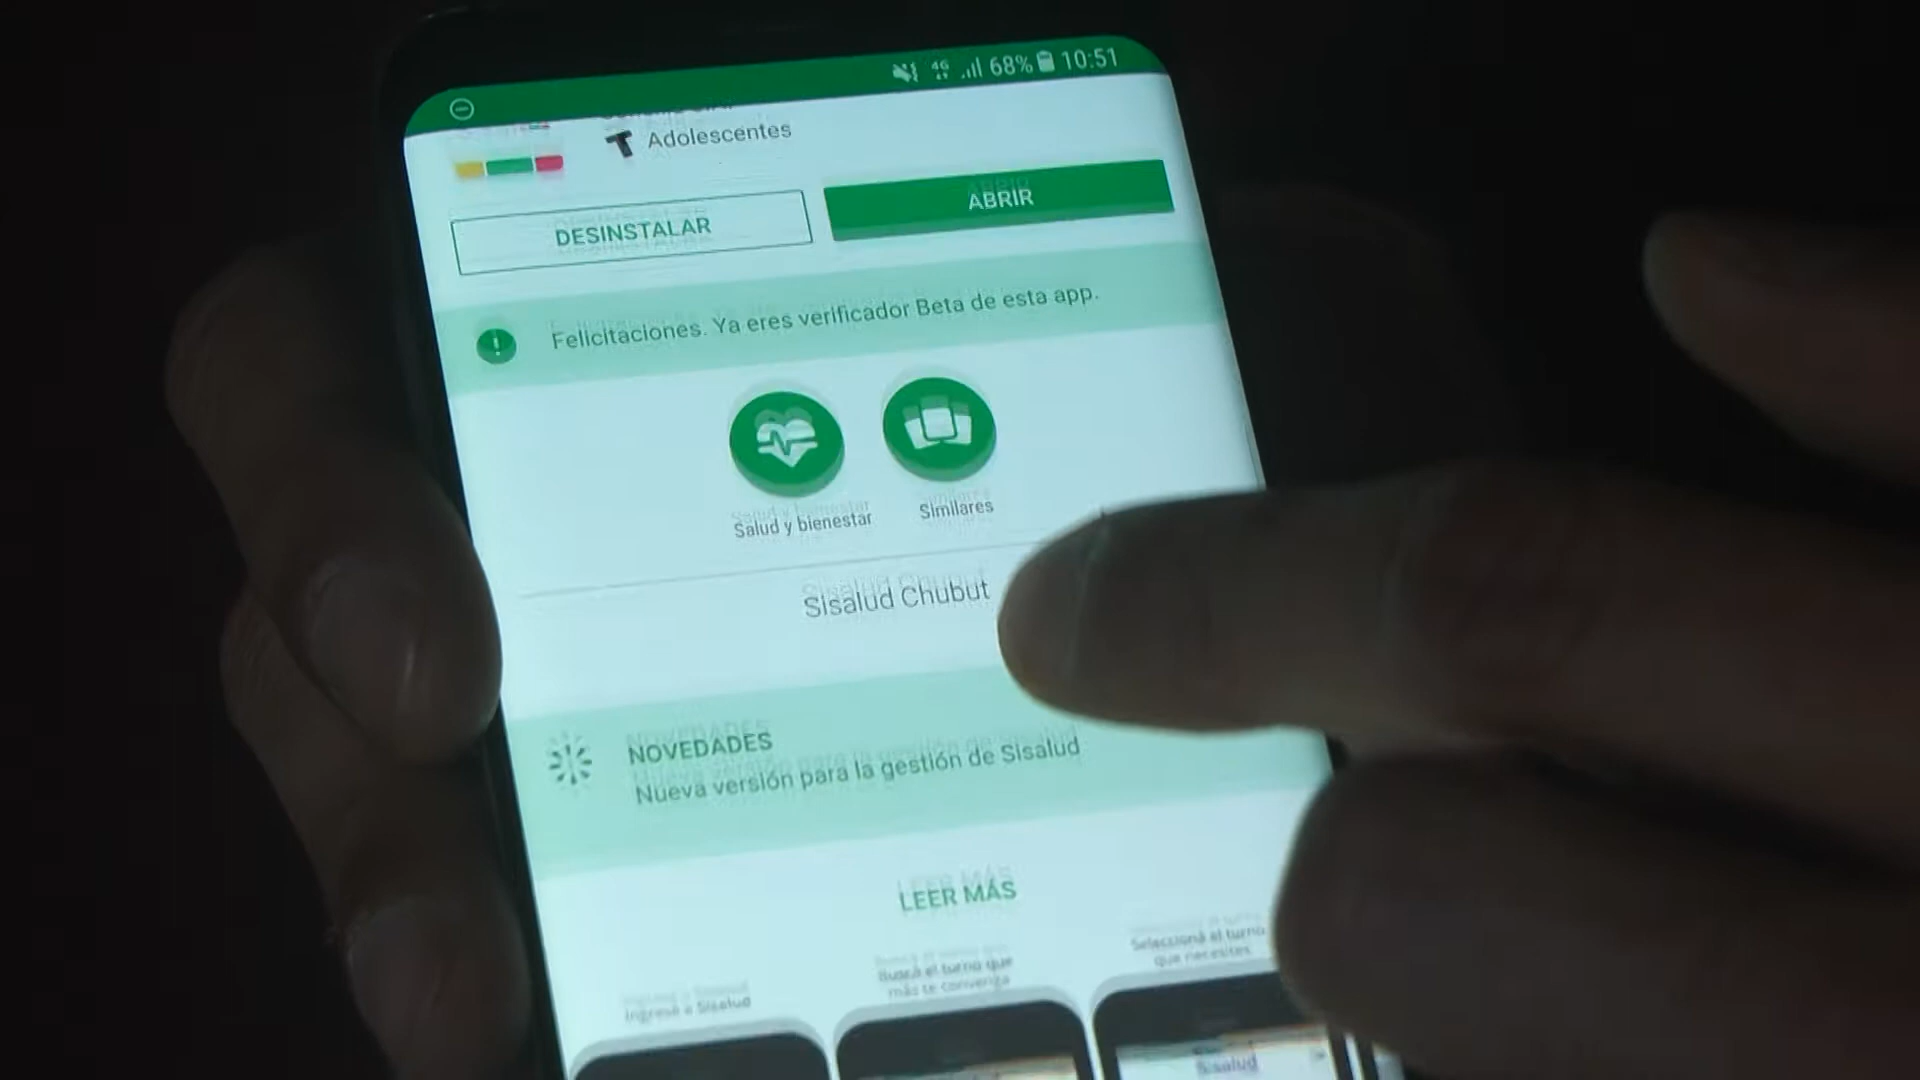 4G 68% 10:51
Adolescentes
DESINSTALAR
ABRIR
Felicitaciones. Ya eres verificador Beta de esta app.
Salud y bienestar
Similares
Sisalud Chubut
NOVEDADES
Nueva versión para la gestión de Sisalud
LEER MÁS
Ingresá a Sisalud
Buscá el turno que
más te convenga
Seleccioná el turno
que necesites
Sisalud